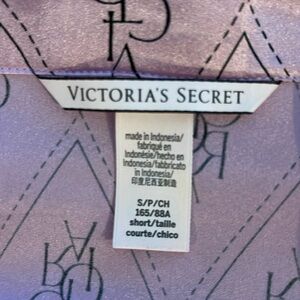 VICTORIA'S SECRET
made in Indonesia/
fabriqué en
Indonésie/hecho en
Indonesia/fabbricato
in Indonesia/
印度尼西亚制造
S/P/CH
165/88A
short/taille
courte/chico